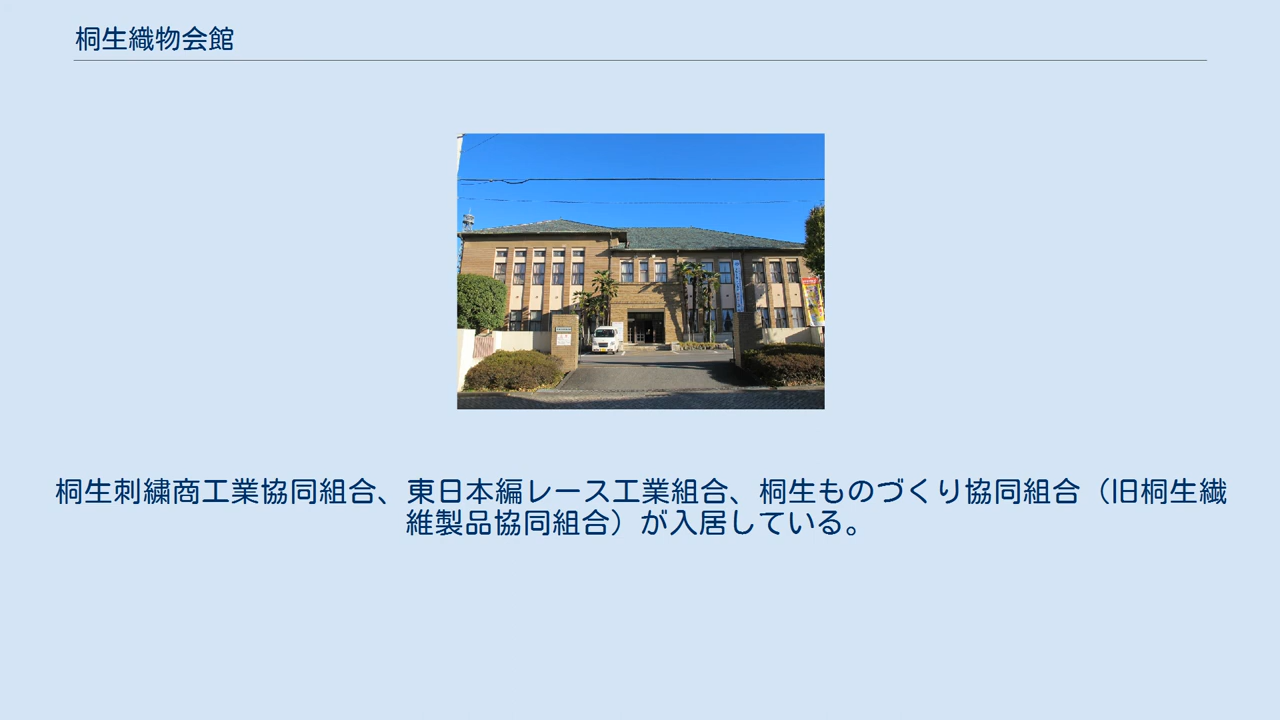 桐生織物会館
桐生刺繍商工業協同組合、東日本編レース工業組合、桐生ものづくり協同組合（旧桐生繊
維製品協同組合）が入居している。